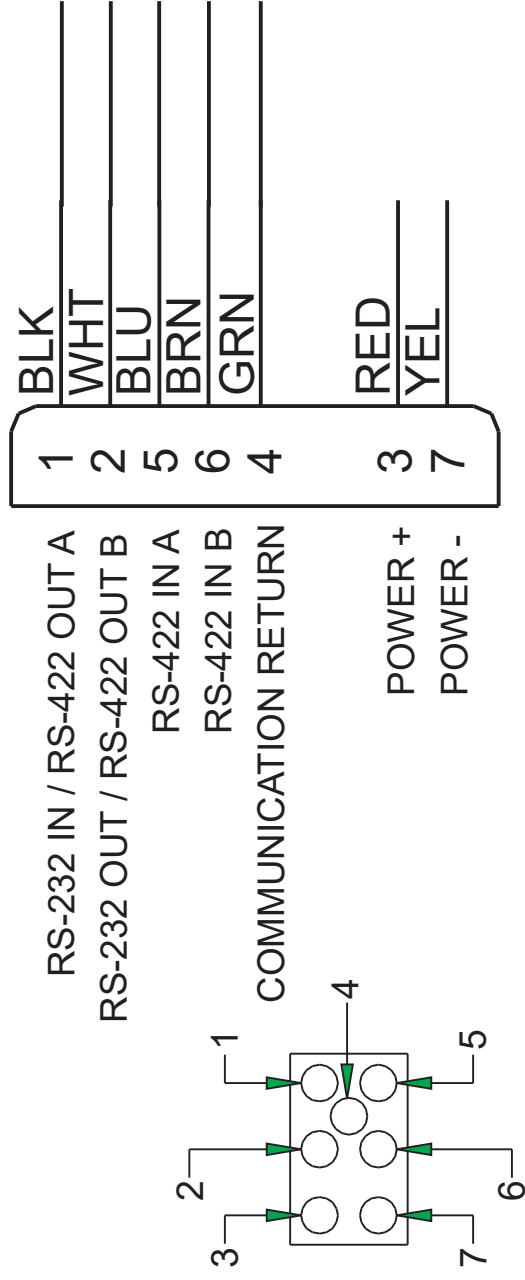 RS-232 IN / RS-422 OUT A 1 BLK
RS-232 OUT / RS-422 OUT B 2 WHT
RS-422 IN A 5 BLU
RS-422 IN B 6 BRN
COMMUNICATION RETURN 4 GRN
POWER + 3 RED
POWER - 7 YEL
3
2
1
4
7
6
5